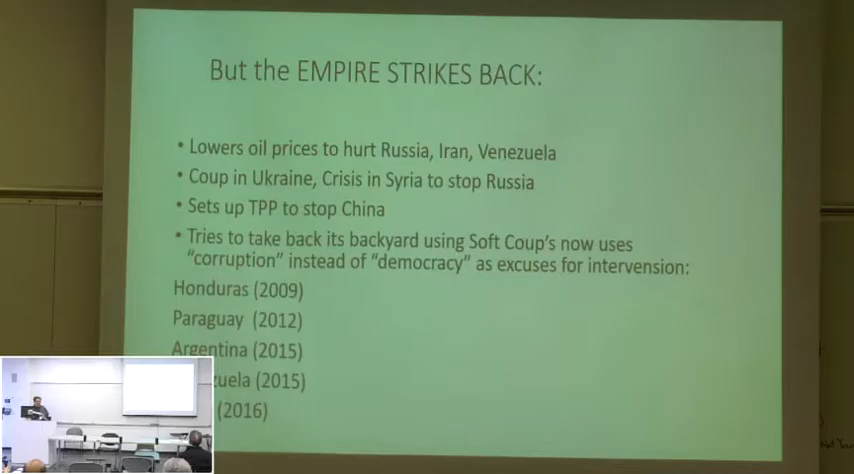 But the EMPIRE STRIKES BACK:
• Lowers oil prices to hurt Russia, Iran, Venezuela
• Coup in Ukraine, Crisis in Syria to stop Russia
• Sets up TPP to stop China
• Tries to take back its backyard using Soft Coup's now uses
"corruption" instead of "democracy" as excuses for intervention:
Honduras (2009)
Paraguay (2012)
Argentina (2015)
zuela (2015)
(2016)